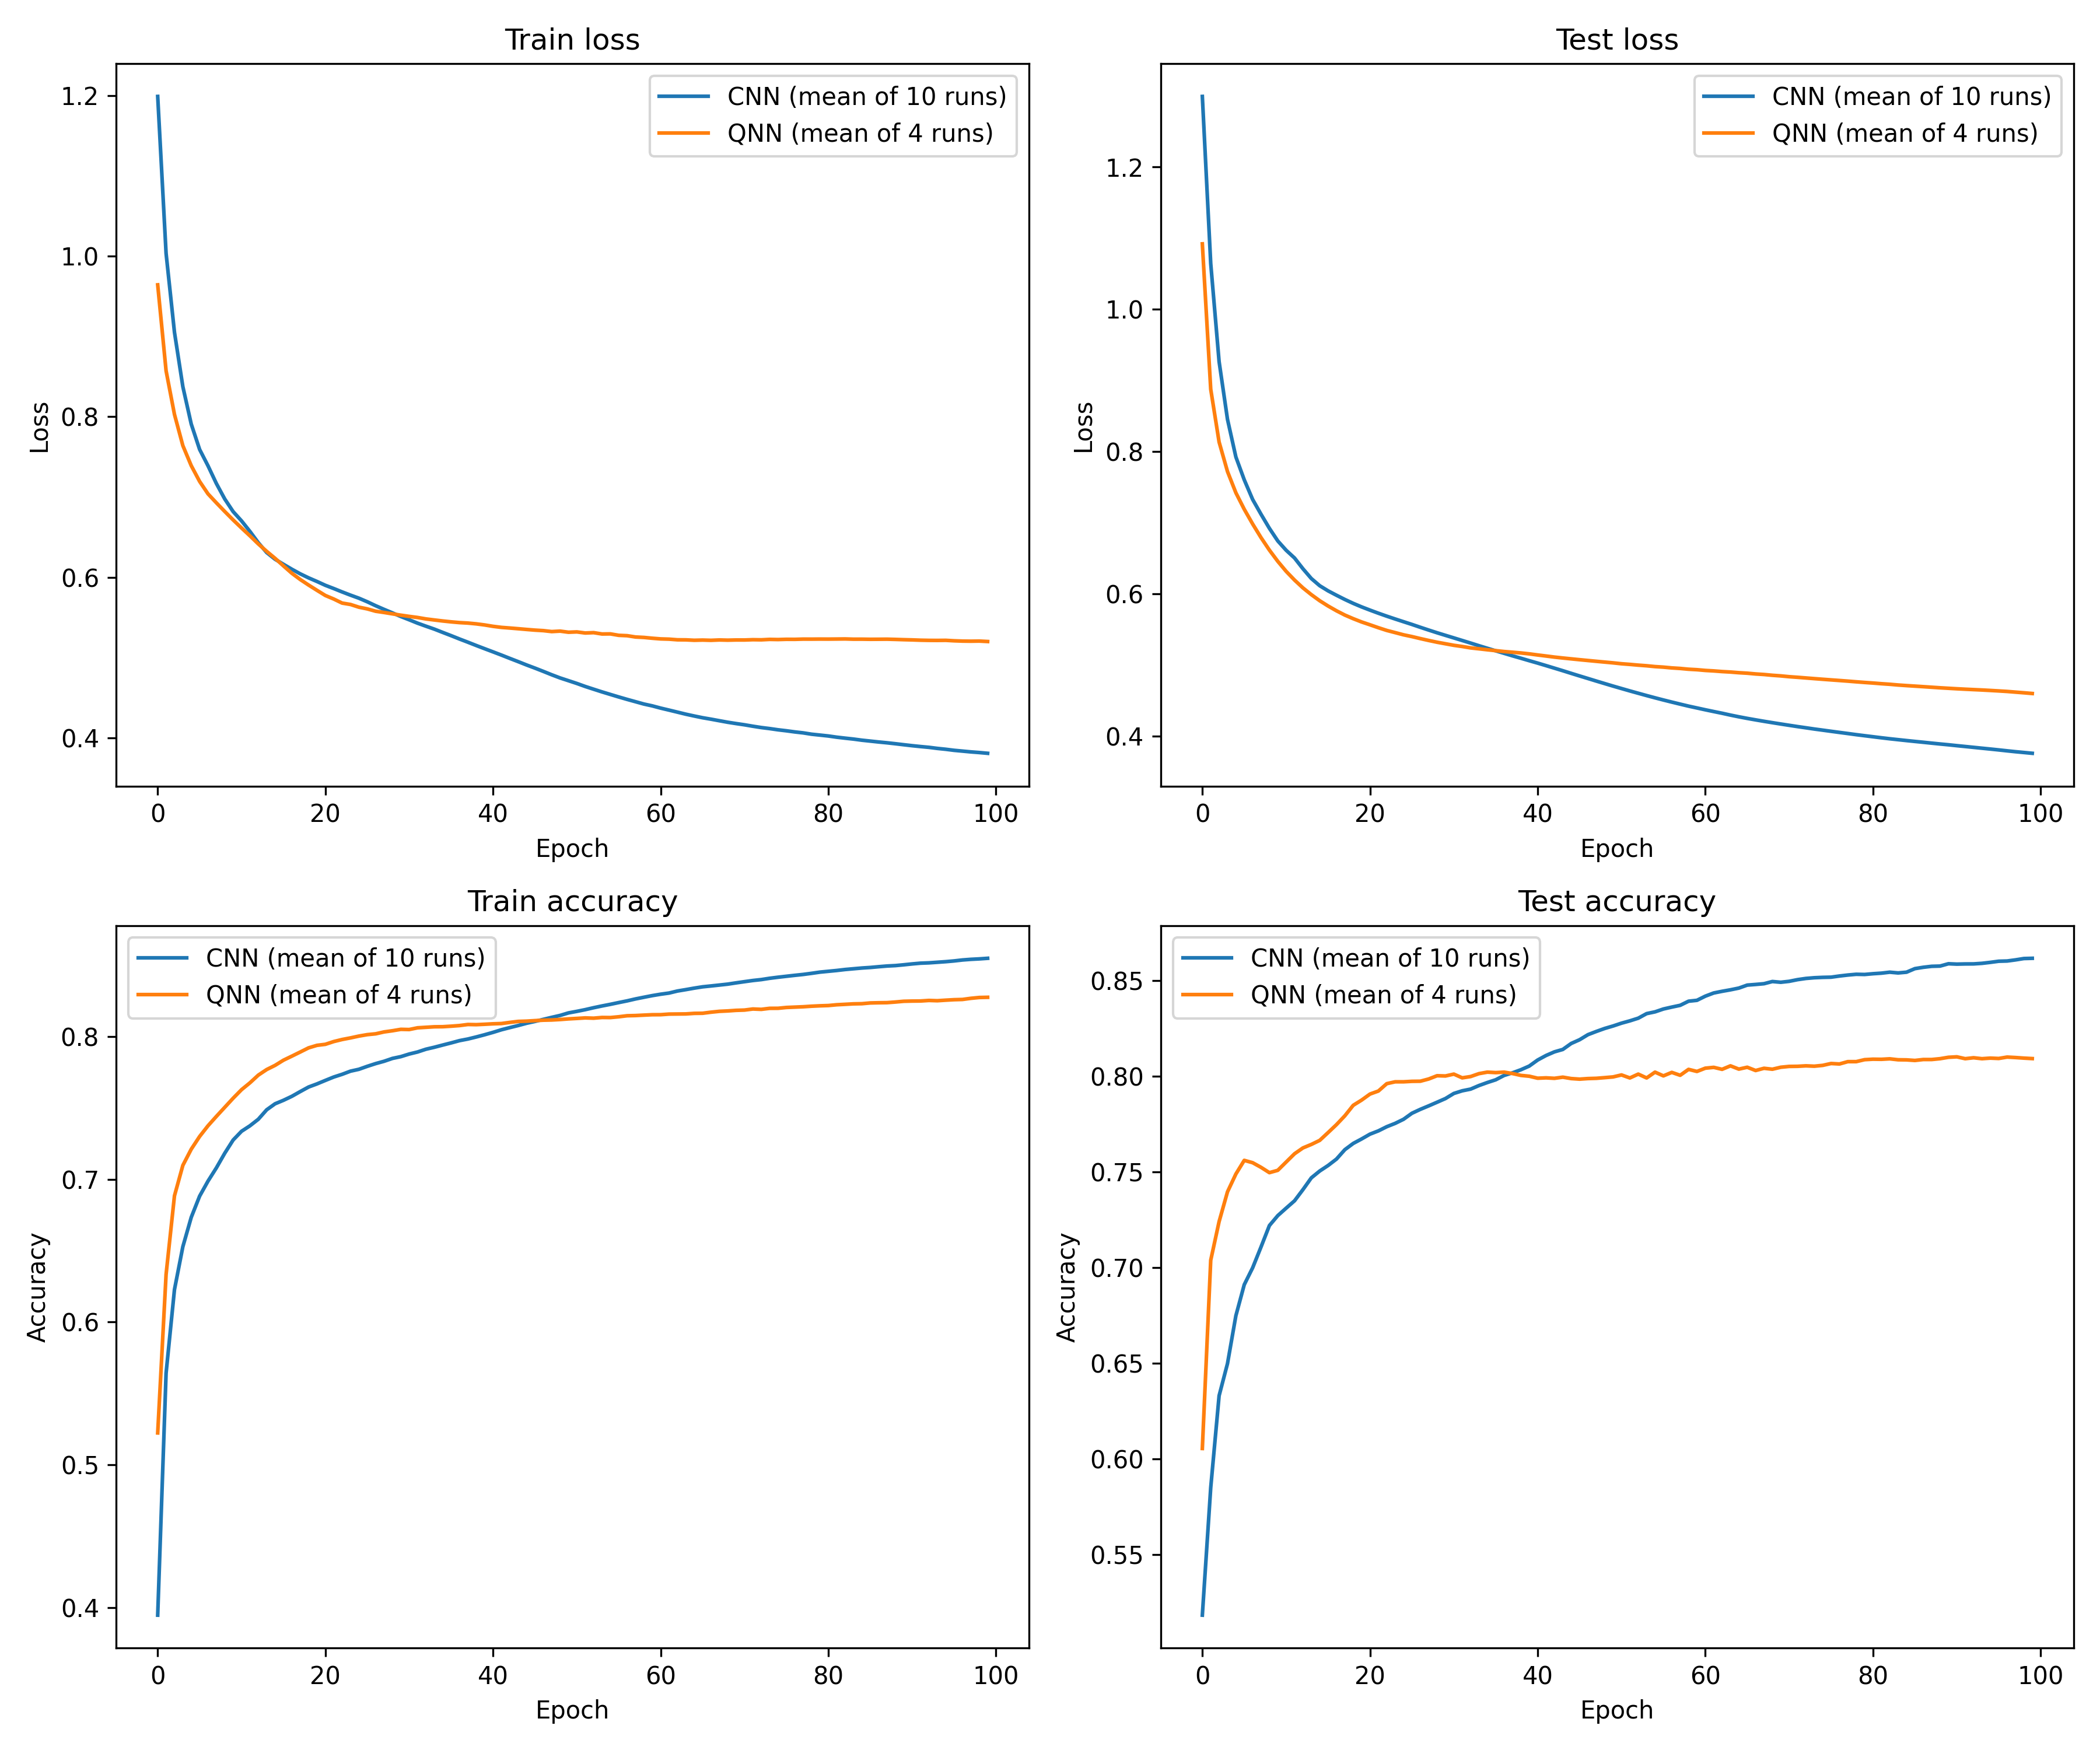 Train loss
CNN (mean of 10 runs)
QNN (mean of 4 runs)
1.2
1.0
0.8
0.6
0.4
Loss
0 20 40 60 80 100
Epoch
Test loss
CNN (mean of 10 runs)
QNN (mean of 4 runs)
1.2
1.0
0.8
0.6
0.4
Loss
0 20 40 60 80 100
Epoch
Train accuracy
CNN (mean of 10 runs)
QNN (mean of 4 runs)
0.8
0.7
0.6
0.5
0.4
Accuracy
0 20 40 60 80 100
Epoch
Test accuracy
CNN (mean of 10 runs)
QNN (mean of 4 runs)
0.85
0.80
0.75
0.70
0.65
0.60
0.55
Accuracy
0 20 40 60 80 100
Epoch